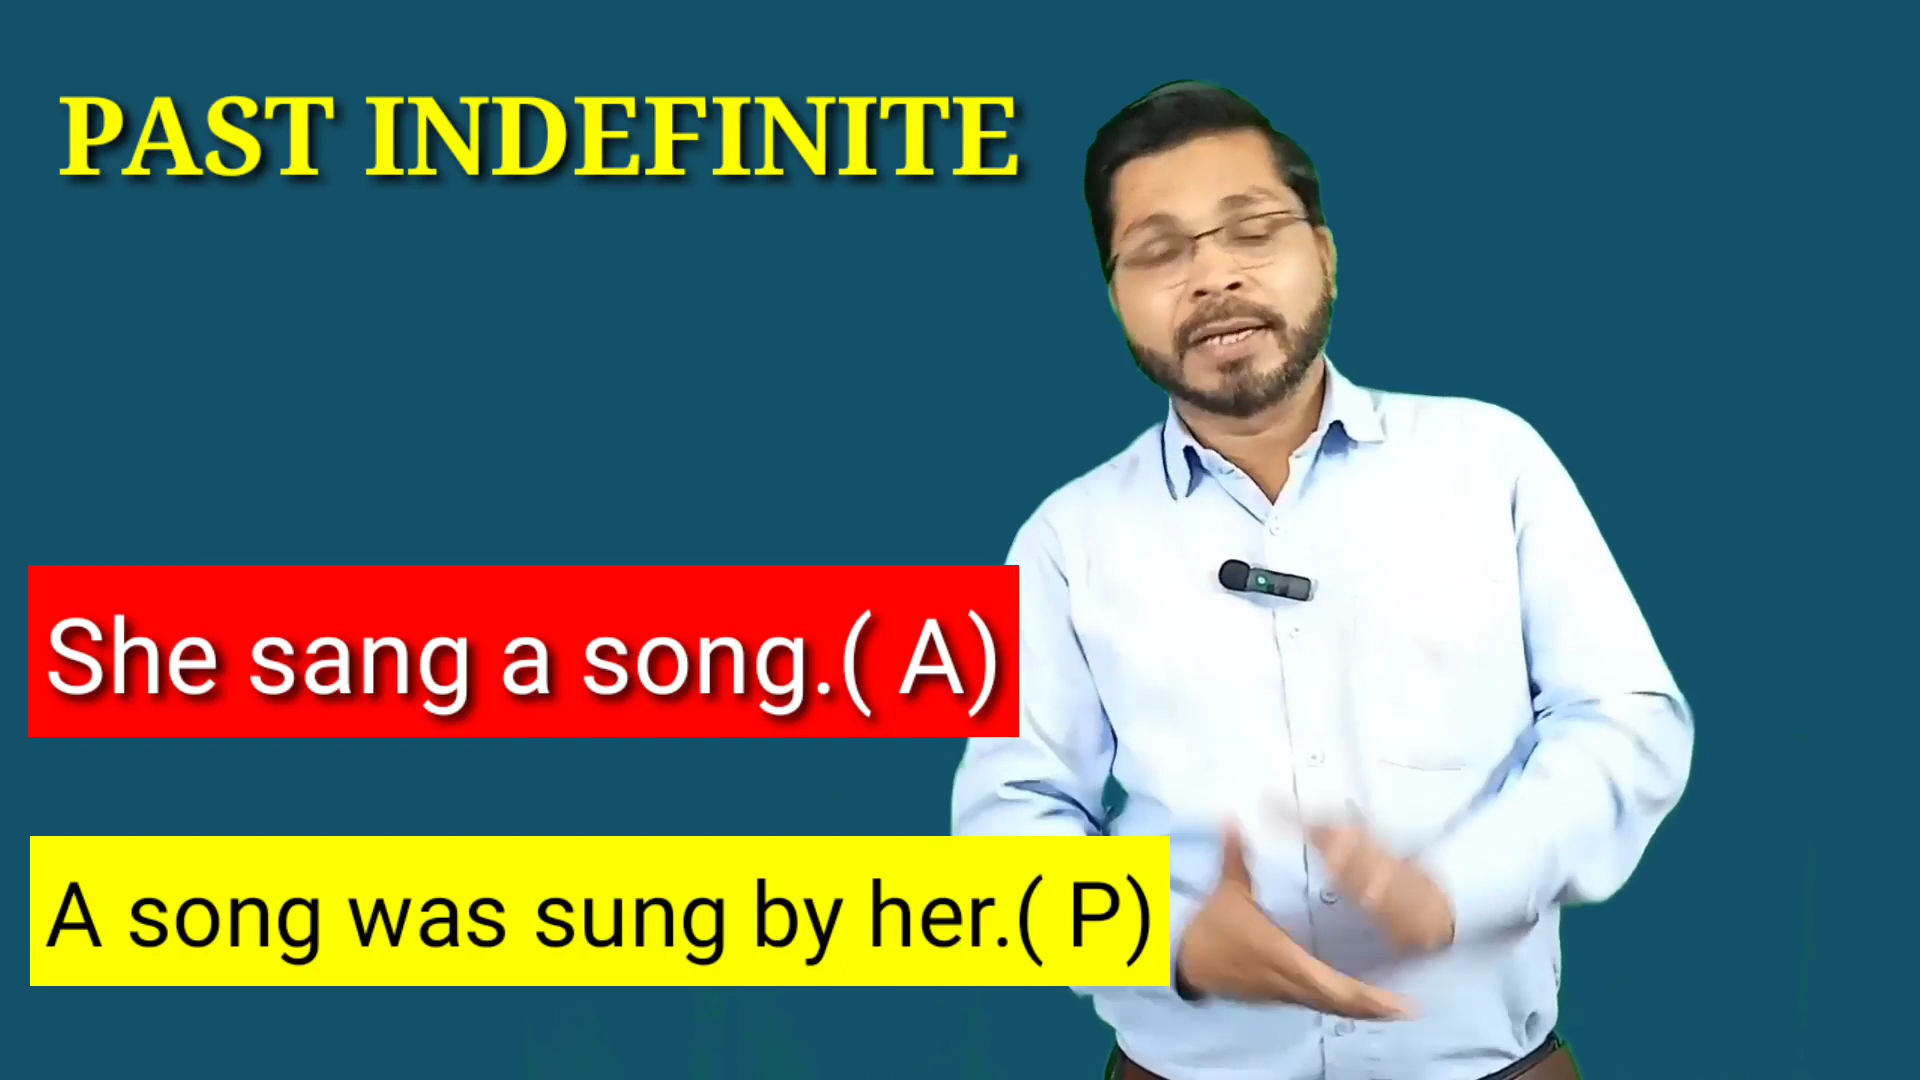 PAST INDEFINITE
She sang a song.( A)
A song was sung by her.( P)